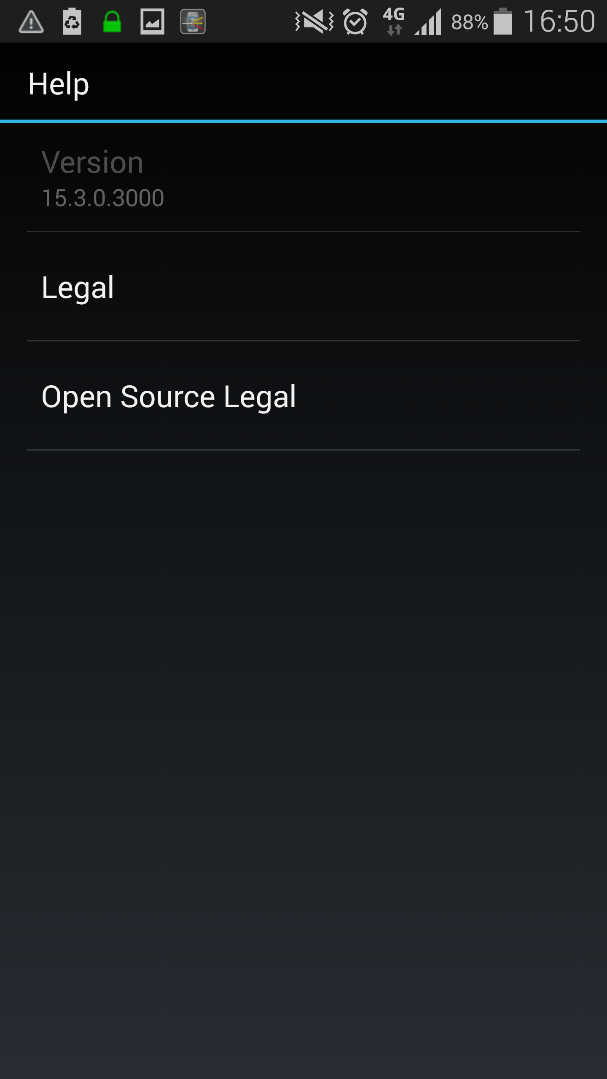 4G 88% 16:50
Help
Version
15.3.0.3000
Legal
Open Source Legal